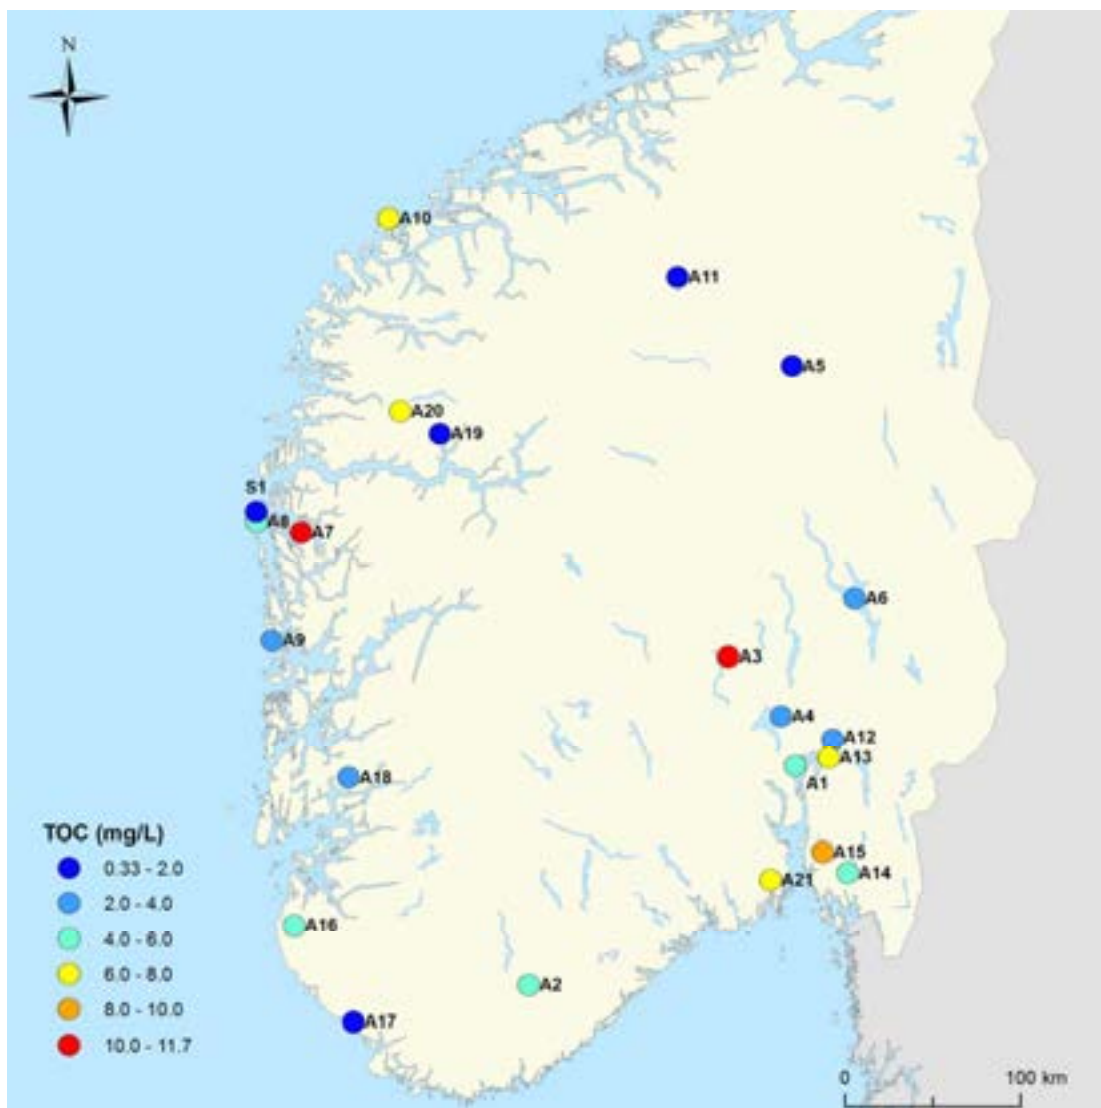 N
A10
A11
A5
A20
A19
S1
A8
A7
A6
A9
A3
A4
A12
A13
A1
A18
TOC (mg/L)
0.33 - 2.0
2.0 - 4.0
4.0 - 6.0
6.0 - 8.0
8.0 - 10.0
10.0 - 11.7
A15
A14
A21
A16
A2
A17
0 100 km